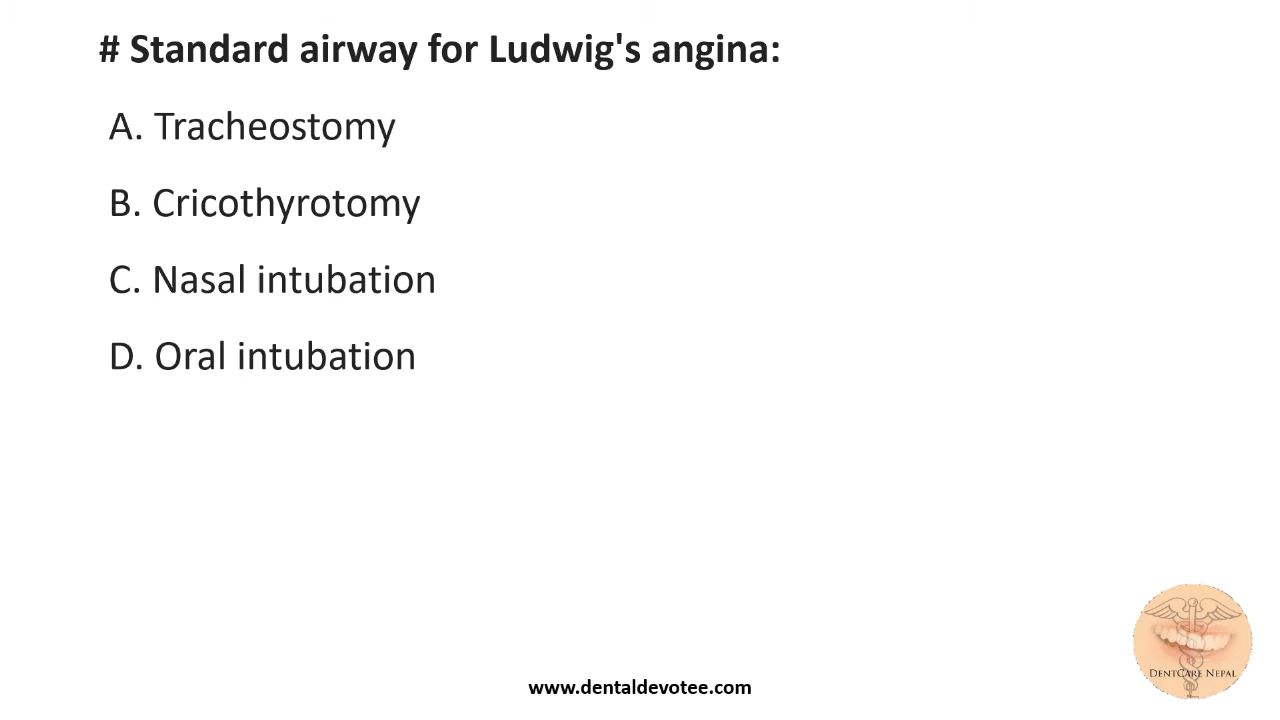 # Standard airway for Ludwig's angina:
A. Tracheostomy
B. Cricothyrotomy
C. Nasal intubation
D. Oral intubation
DentCare Nepal
www.dentaldevotee.com